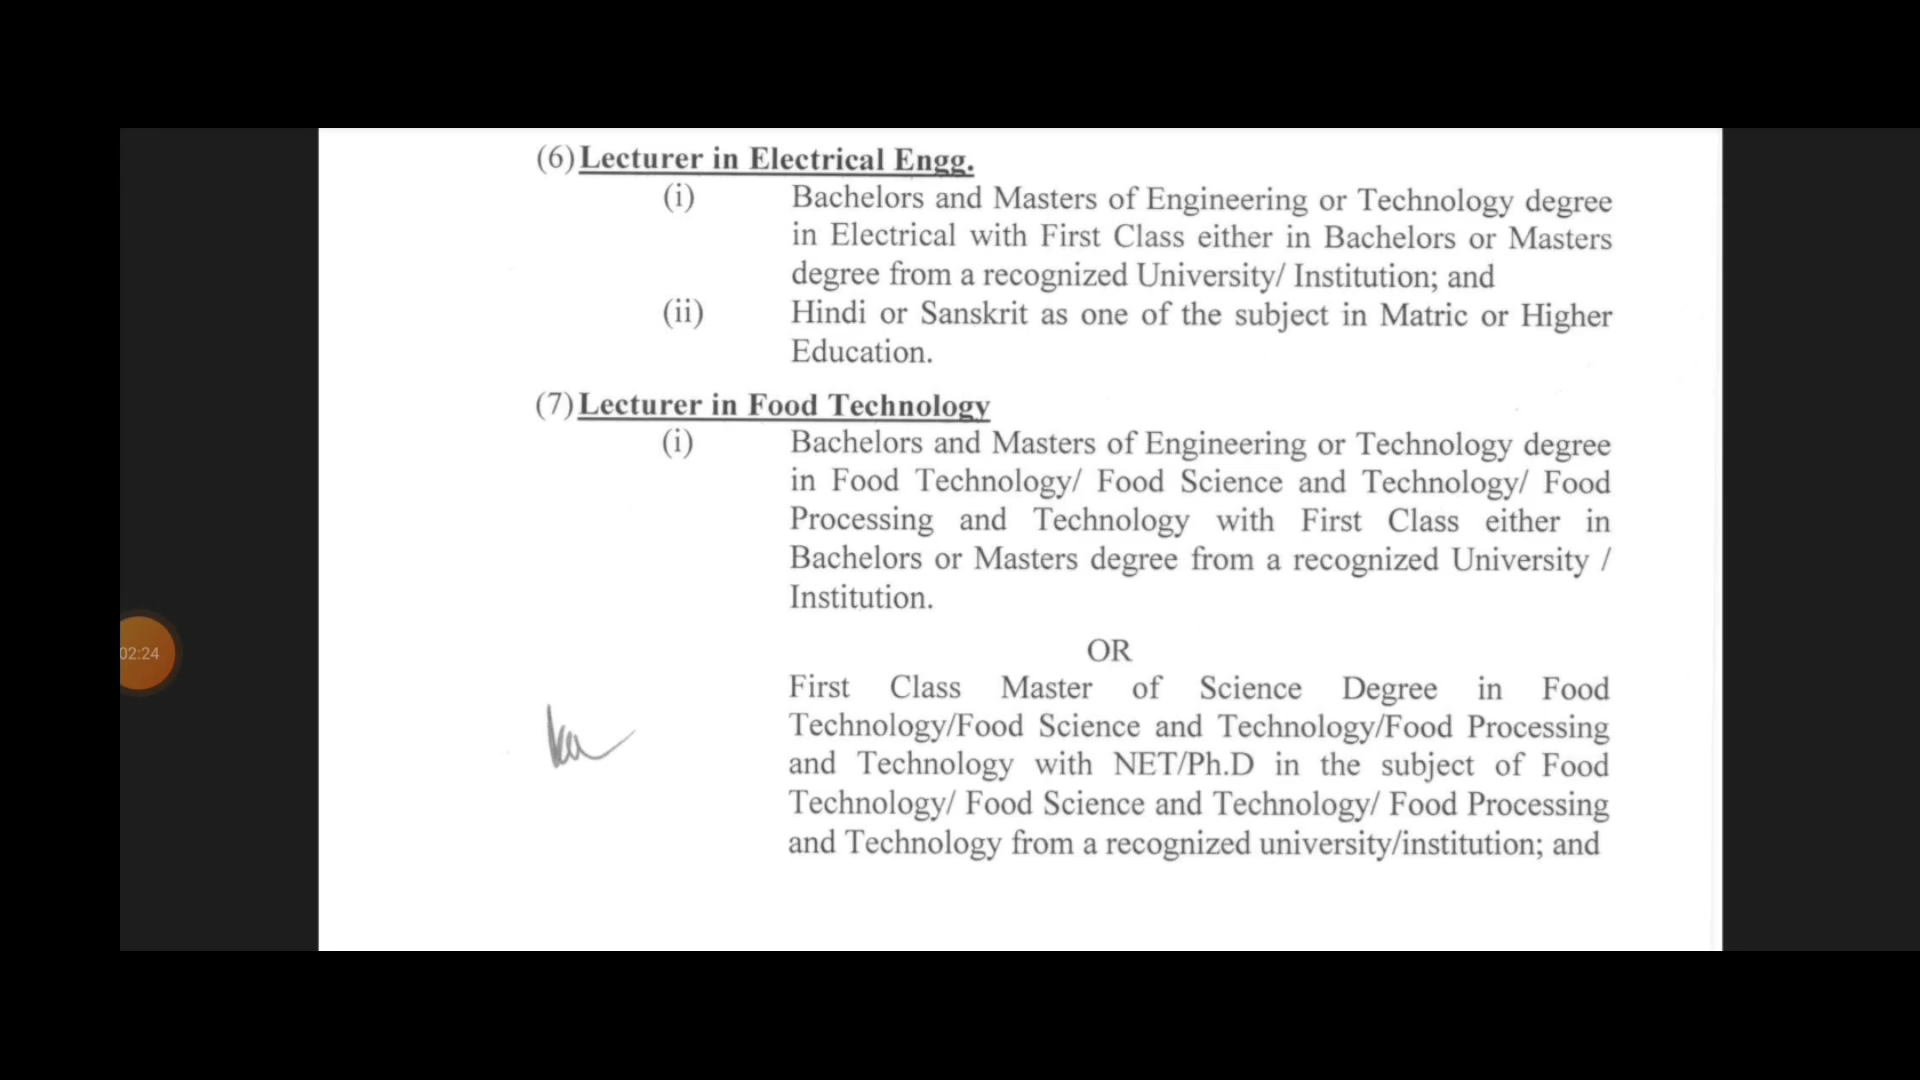 (6) Lecturer in Electrical Engg.
(i) Bachelors and Masters of Engineering or Technology degree
in Electrical with First Class either in Bachelors or Masters
degree from a recognized University/ Institution; and
(ii) Hindi or Sanskrit as one of the subject in Matric or Higher
Education.
(7) Lecturer in Food Technology
(i) Bachelors and Masters of Engineering or Technology degree
in Food Technology/ Food Science and Technology/ Food
Processing and Technology with First Class either in
Bachelors or Masters degree from a recognized University /
Institution.
OR
First Class Master of Science Degree in Food
Technology/Food Science and Technology/Food Processing
and Technology with NET/Ph.D in the subject of Food
Technology/ Food Science and Technology/ Food Processing
and Technology from a recognized university/institution; and
02:24